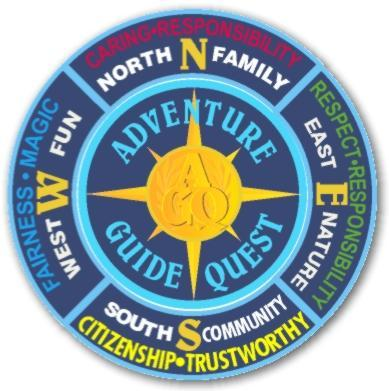 CARING•RESPONSIBILITY
NORTH N FAMILY
RESPECT•RESPONSIBILITY
EAST E NATURE
SOUTH S COMMUNITY
CITIZENSHIP•TRUSTWORTHY
FAIRNESS • MAGIC
WEST W FUN
ADVENTURE
GUIDE QUEST
A
GQ